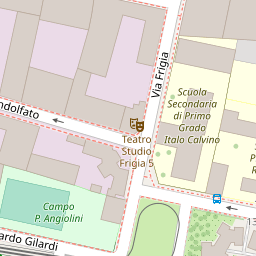 Via Frigia
Scuola
Secondaria
di Primo
Grado
Italo Calvino
ndolfato
Teatro
Studio
Frigia 5
Campo
P. Angiolini
ardo Gilardi